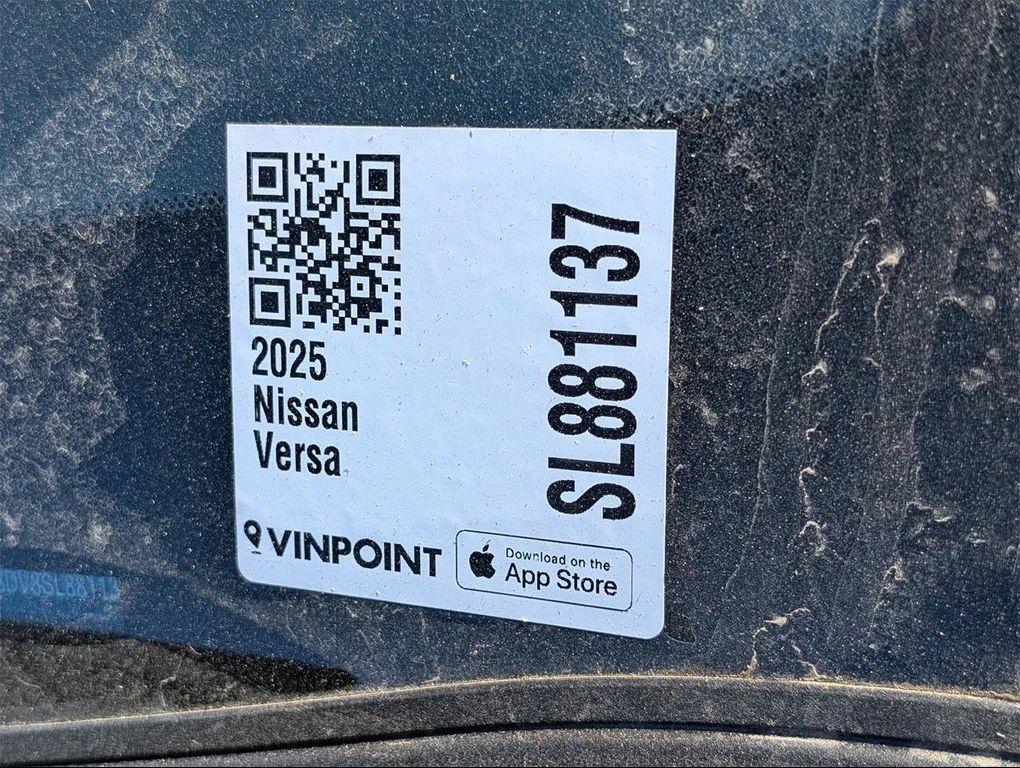 2025
Nissan
Versa
SL881137
VINPOINT
Download on the
App Store